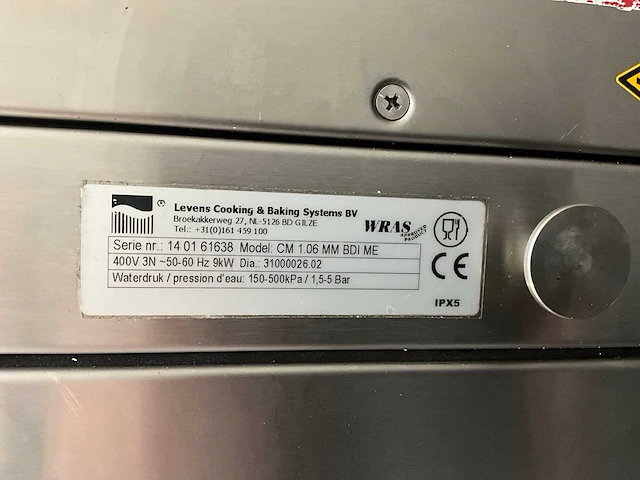 ®
Levens Cooking & Baking Systems BV
Broekakkerweg 27, NL-5126 BD GILZE
Tel.: +31(0)161 459 100
WRAS APPROVED PRODUCT
Serie nr.: 14 01 61638 Model: CM 1.06 MM BDI ME
400V 3N ~50-60 Hz 9kW Dia.: 31000026.02
CE
Waterdruk / pression d'eau: 150-500kPa / 1,5-5 Bar
IPX5